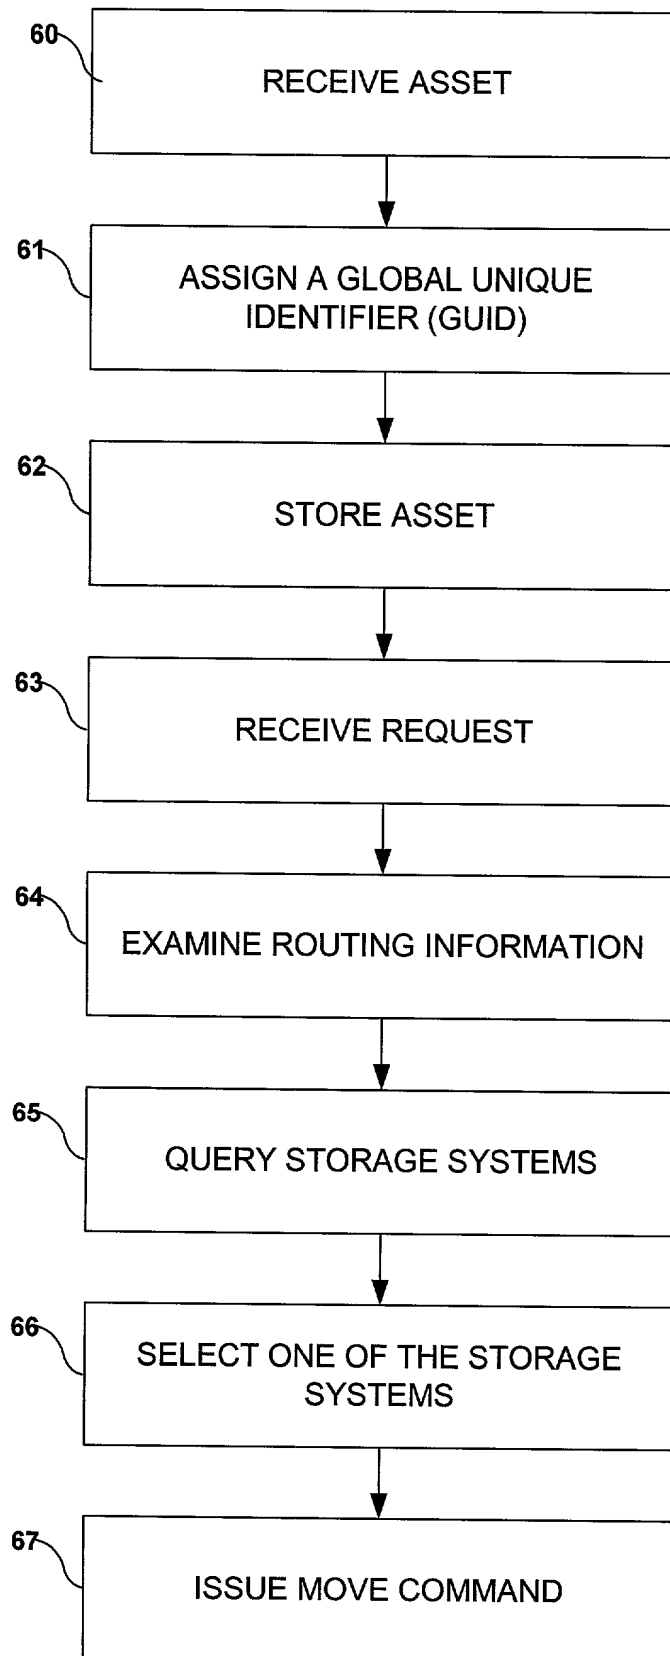 60
RECEIVE ASSET
61
ASSIGN A GLOBAL UNIQUE
IDENTIFIER (GUID)
62
STORE ASSET
63
RECEIVE REQUEST
64
EXAMINE ROUTING INFORMATION
65
QUERY STORAGE SYSTEMS
66
SELECT ONE OF THE STORAGE
SYSTEMS
67
ISSUE MOVE COMMAND